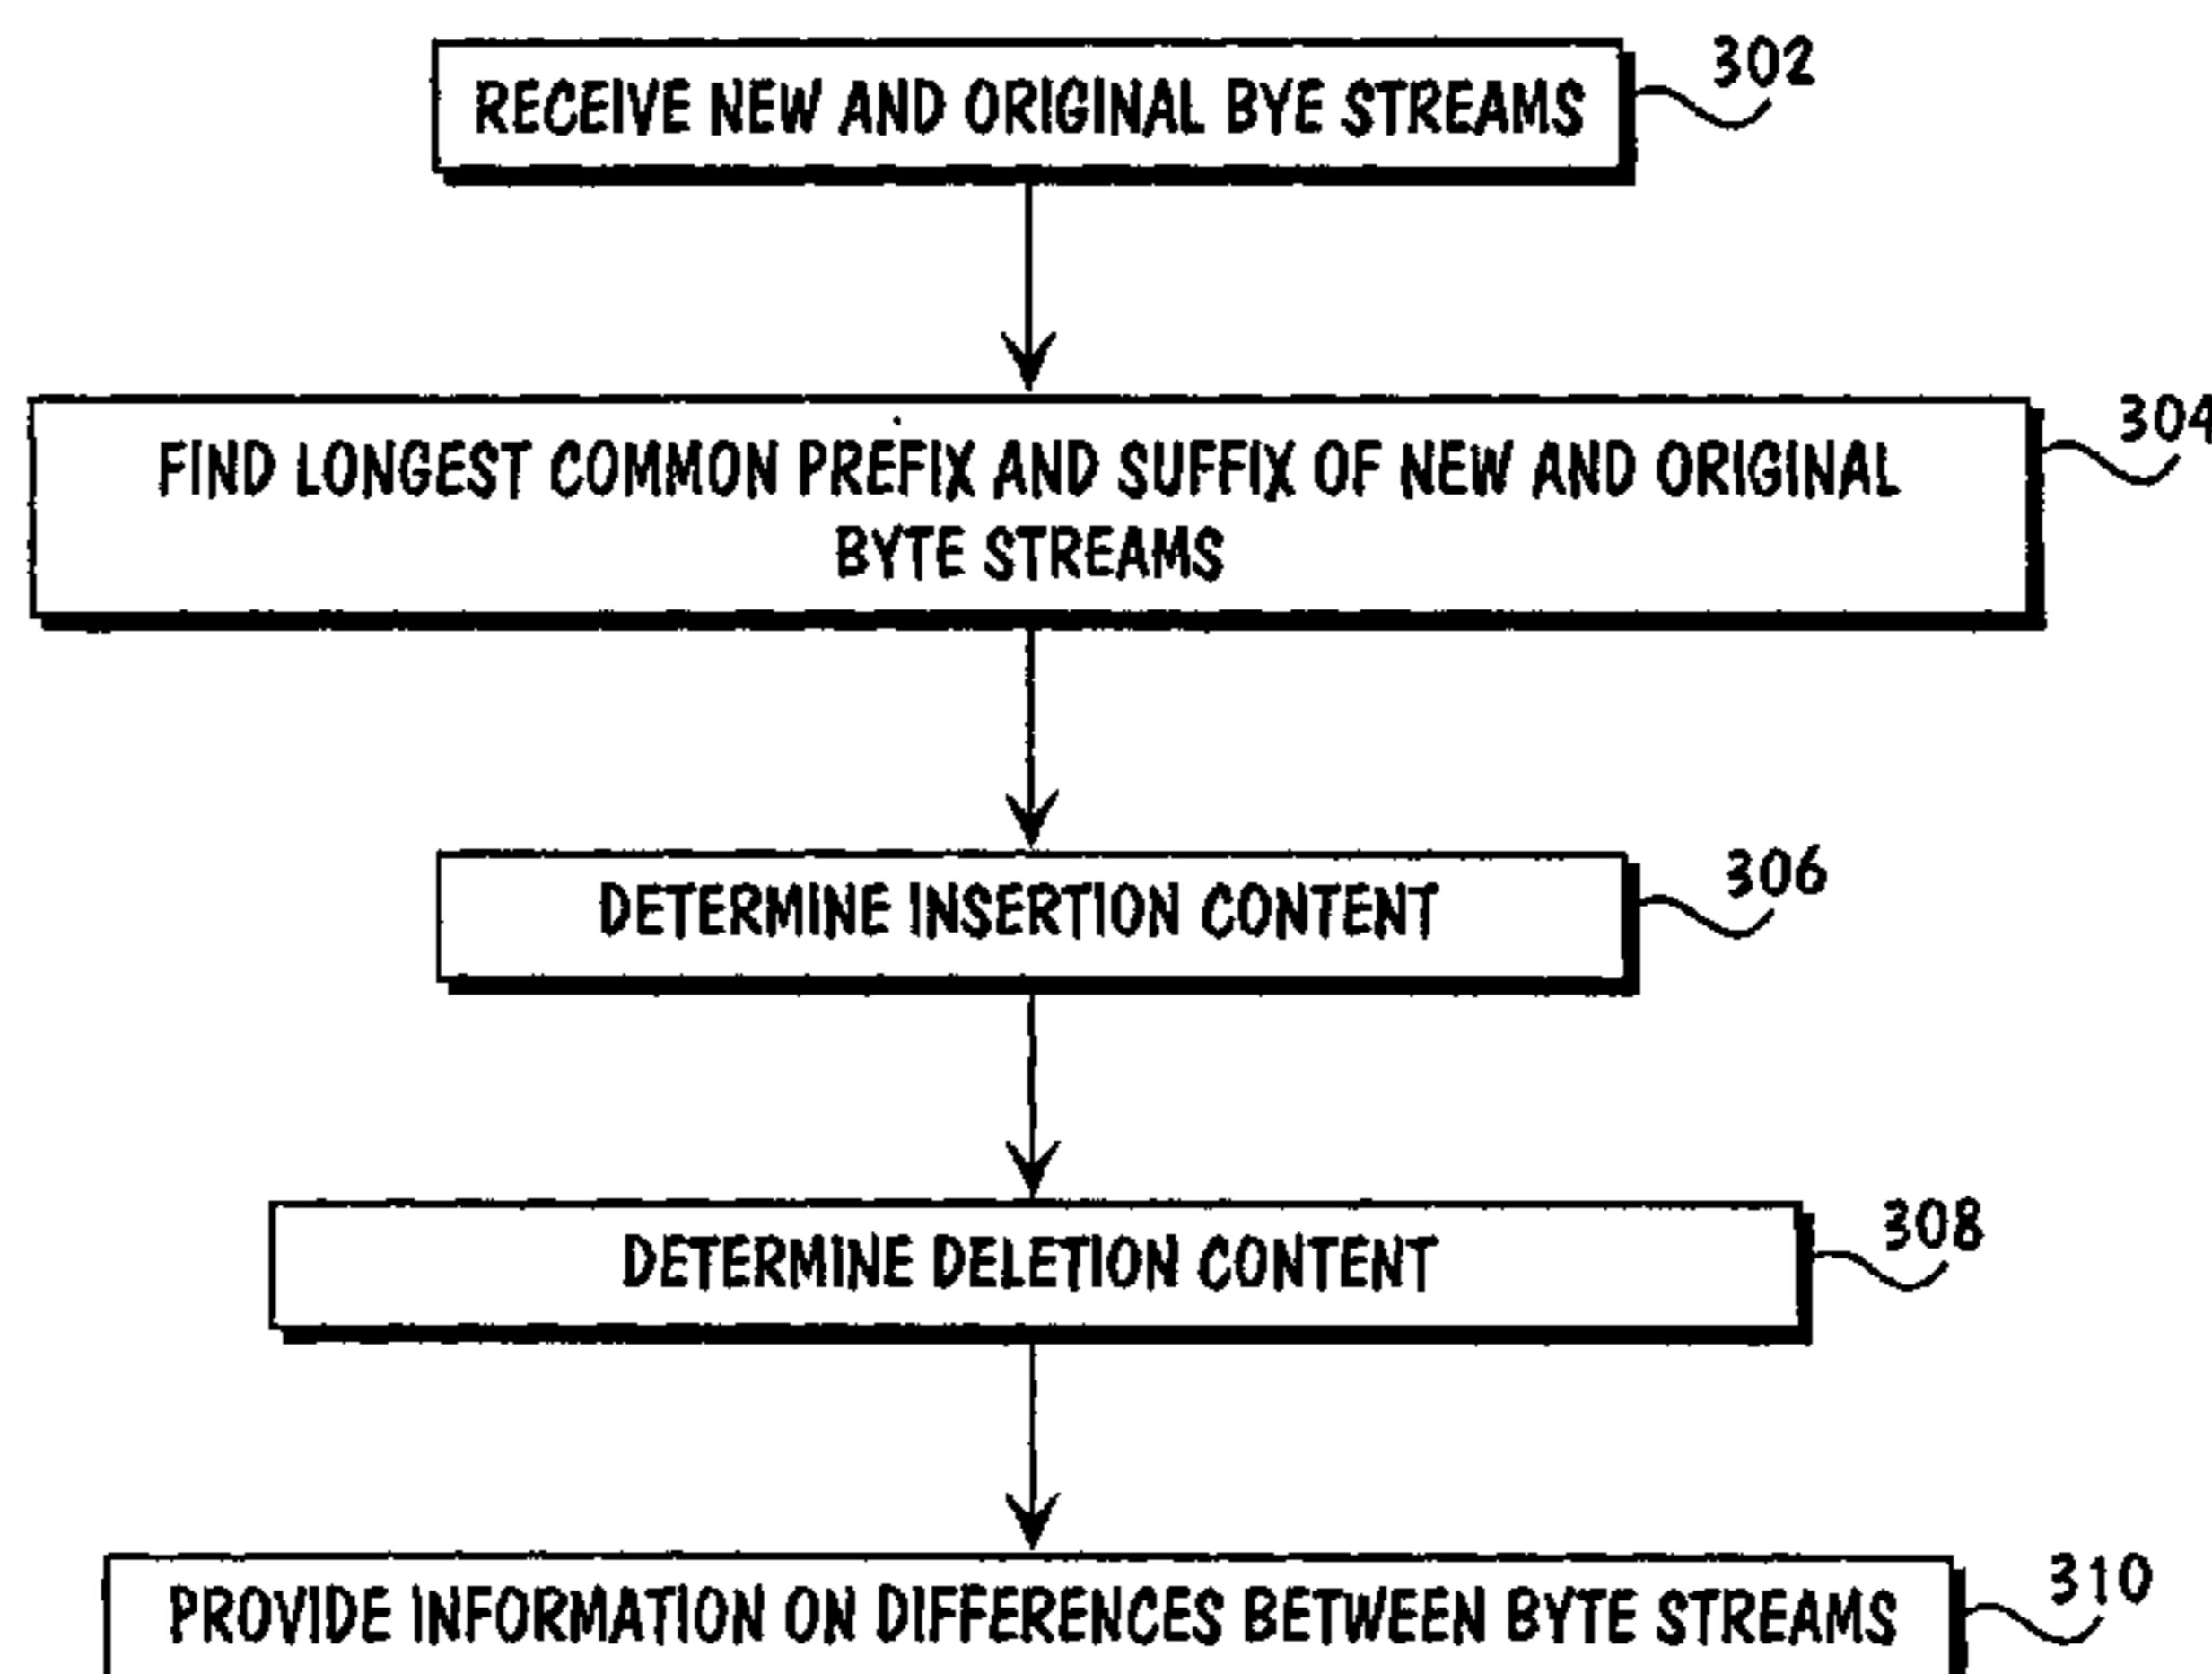 RECEIVE NEW AND ORIGINAL BYE STREAMS
302
FIND LONGEST COMMON PREFIX AND SUFFIX OF NEW AND ORIGINAL
BYTE STREAMS
304
DETERMINE INSERTION CONTENT
306
DETERMINE DELETION CONTENT
308
PROVIDE INFORMATION ON DIFFERENCES BETWEEN BYTE STREAMS
310